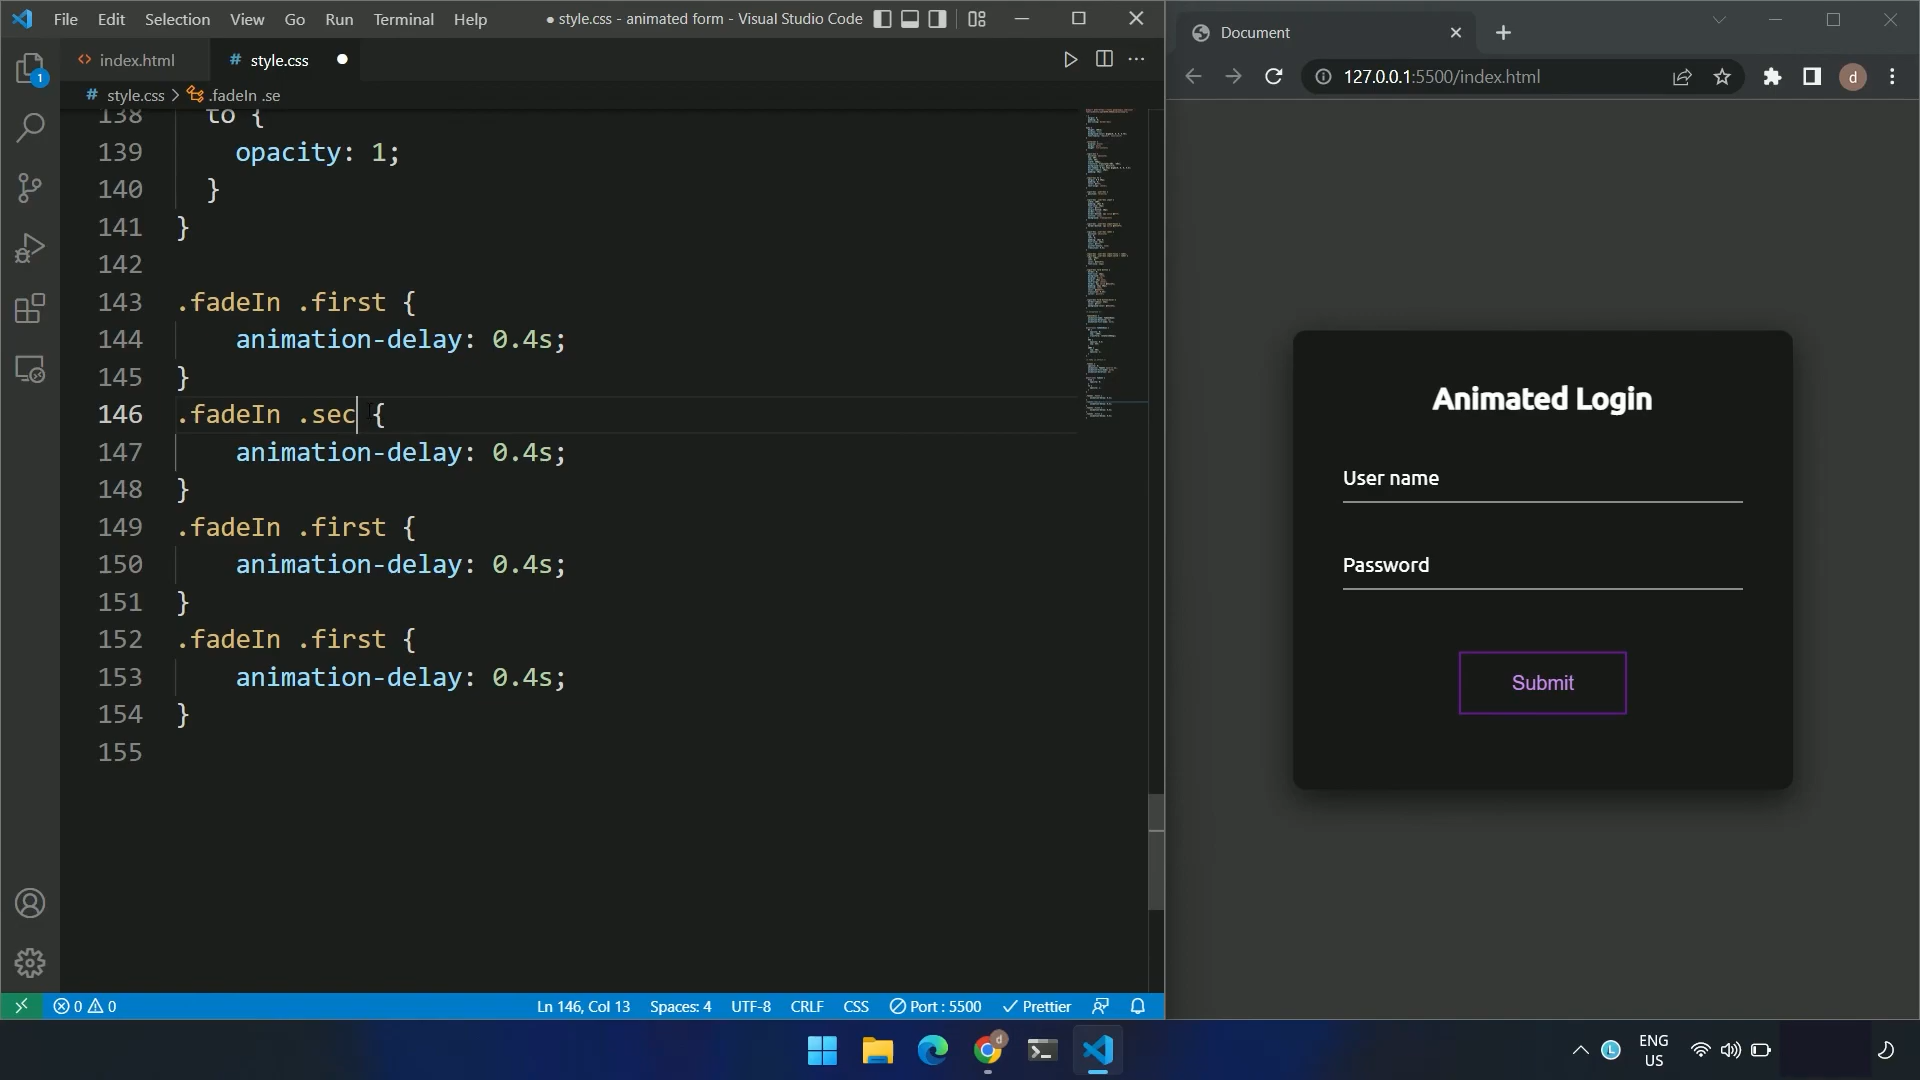 File Edit Selection View Go Run Terminal Help
● style.css - animated form - Visual Studio Code
index.html
# style.css ●
# style.css > .fadeIn .se
1
138 to {
139 opacity: 1;
140 }
141 }
142
143 .fadeIn .first {
144 animation-delay: 0.4s;
145 }
146 .fadeIn .sec {
147 animation-delay: 0.4s;
148 }
149 .fadeIn .first {
150 animation-delay: 0.4s;
151 }
152 .fadeIn .first {
153 animation-delay: 0.4s;
154 }
155
0 0
Ln 146, Col 13 Spaces: 4 UTF-8 CRLF CSS Port : 5500 Prettier
Document
127.0.0.1:5500/index.html
d
Animated Login
User name
Password
Submit
d
L
ENG
US